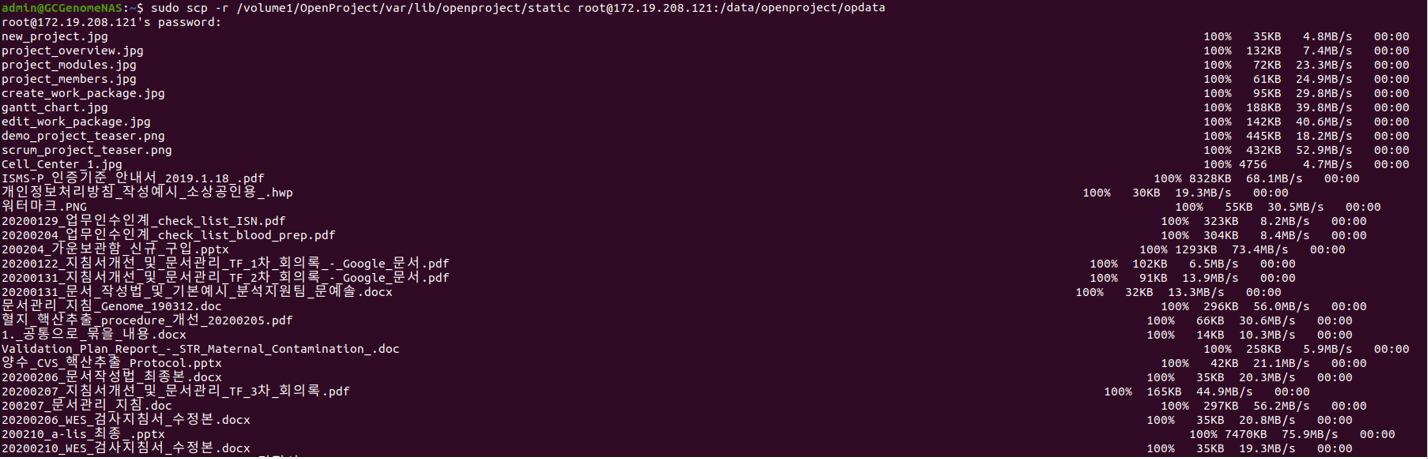 admin@GCGenomeNAS:~$ sudo scp -r /volume1/OpenProject/var/lib/openproject/static root@172.19.208.121:/data/openproject/opdata
root@172.19.208.121's password:
new_project.jpg 100% 35KB 4.8MB/s 00:00
project_overview.jpg 100% 132KB 7.4MB/s 00:00
project_modules.jpg 100% 72KB 23.3MB/s 00:00
project_members.jpg 100% 61KB 24.9MB/s 00:00
create_work_package.jpg 100% 95KB 29.8MB/s 00:00
gantt_chart.jpg 100% 188KB 39.8MB/s 00:00
edit_work_package.jpg 100% 142KB 40.6MB/s 00:00
demo_project_teaser.png 100% 445KB 18.2MB/s 00:00
scrum_project_teaser.png 100% 432KB 52.9MB/s 00:00
Cell_Center_1.jpg 100% 4756 4.7MB/s 00:00
ISMS-P_인증기준_안내서_2019.1.18_.pdf 100% 8328KB 68.1MB/s 00:00
개인정보처리방침_작성예시_소상공인용_.hwp 100% 30KB 19.3MB/s 00:00
워터마크.PNG 100% 55KB 30.5MB/s 00:00
20200129_업무인수인계_check_list_ISN.pdf 100% 323KB 8.2MB/s 00:00
20200204_업무인수인계_check_list_blood_prep.pdf 100% 304KB 8.4MB/s 00:00
200204_가운보관함_신규_구입.pptx 100% 1293KB 73.4MB/s 00:00
20200122_지침서개선_및_문서관리_TF_1차_회의록_-_Google_문서.pdf 100% 102KB 6.5MB/s 00:00
20200131_지침서개선_및_문서관리_TF_2차_회의록_-_Google_문서.pdf 100% 91KB 13.9MB/s 00:00
20200131_문서_작성법_및_기본예시_분석지원팀_문예솔.docx 100% 32KB 13.3MB/s 00:00
문서관리_지침_Genome_190312.doc 100% 296KB 56.0MB/s 00:00
혈지_핵산추출_procedure_개선_20200205.pdf 100% 66KB 30.6MB/s 00:00
1._공통으로_묶을_내용.docx 100% 14KB 10.3MB/s 00:00
Validation_Plan_Report_-_STR_Maternal_Contamination_.doc 100% 258KB 5.9MB/s 00:00
양수_CVS_핵산추출_Protocol.pptx 100% 42KB 21.1MB/s 00:00
20200206_문서작성법_최종본.docx 100% 35KB 20.3MB/s 00:00
20200207_지침서개선_및_문서관리_TF_3차_회의록.pdf 100% 165KB 44.9MB/s 00:00
200207_문서관리_지침.doc 100% 297KB 56.2MB/s 00:00
20200206_WES_검사지침서_수정본.docx 100% 35KB 20.8MB/s 00:00
200210_a-lis_최종_.pptx 100% 7470KB 75.9MB/s 00:00
20200210_WES_검사지침서_수정본.docx 100% 35KB 19.3MB/s 00:00